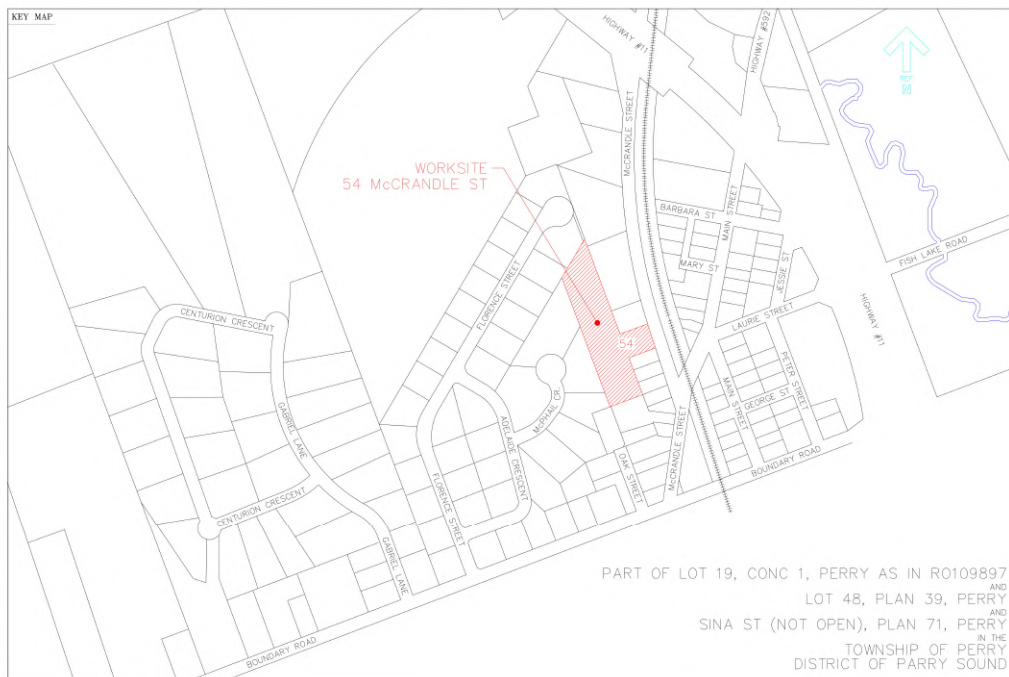 KEY MAP
HIGHWAY #11
HIGHWAY #592
N
WORKSITE
54 McCRANDLE ST
McCRANDLE STREET
BARBARA ST
MAIN STREET
MARY ST
JESSIE ST
FISH LAKE ROAD
FLORENCE STREET
CENTURION CRESCENT
LAURIE STREET
HIGHWAY #11
54
PETER STREET
McPHAIL CR.
MAIN STREET
GEORGE ST
GABRIEL LANE
ADELAIDE CRESCENT
McCRANDLE STREET
OAK STREET
BOUNDARY ROAD
FLORENCE STREET
CENTURION CRESCENT
GABRIEL LANE
BOUNDARY ROAD
PART OF LOT 19, CONC 1, PERRY AS IN RO109897
AND
LOT 48, PLAN 39, PERRY
AND
SINA ST (NOT OPEN), PLAN 71, PERRY
IN THE
TOWNSHIP OF PERRY
DISTRICT OF PARRY SOUND